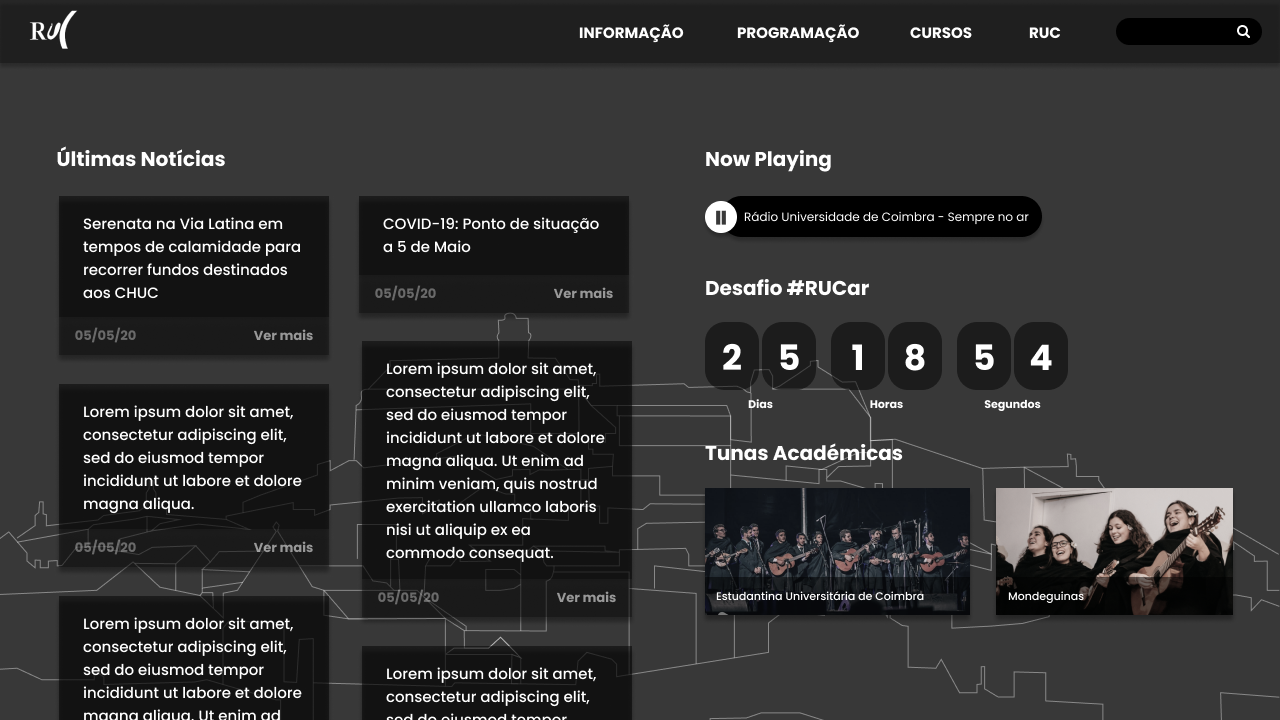 RUC
INFORMAÇÃO
PROGRAMAÇÃO
CURSOS
RUC
Últimas Notícias
Serenata na Via Latina em
tempos de calamidade para
recorrer fundos destinados
aos CHUC
05/05/20
Ver mais
Lorem ipsum dolor sit amet,
consectetur adipiscing elit,
sed do eiusmod tempor
incididunt ut labore et dolore
magna aliqua.
05/05/20
Ver mais
Lorem ipsum dolor sit amet,
consectetur adipiscing elit,
sed do eiusmod tempor
incididunt ut labore et dolore
magna aliqua. Ut enim ad
COVID-19: Ponto de situação
a 5 de Maio
05/05/20
Ver mais
Lorem ipsum dolor sit amet,
consectetur adipiscing elit,
sed do eiusmod tempor
incididunt ut labore et dolore
magna aliqua. Ut enim ad
minim veniam, quis nostrud
exercitation ullamco laboris
nisi ut aliquip ex ea
commodo consequat.
05/05/20
Ver mais
Lorem ipsum dolor sit amet,
consectetur adipiscing elit,
sed do eiusmod tempor
Now Playing
Rádio Universidade de Coimbra - Sempre no ar
Desafio #RUCar
2 5 1 8 5 4
Dias Horas Segundos
Tunas Académicas
Estudantina Universitária de Coimbra
Mondeguinas